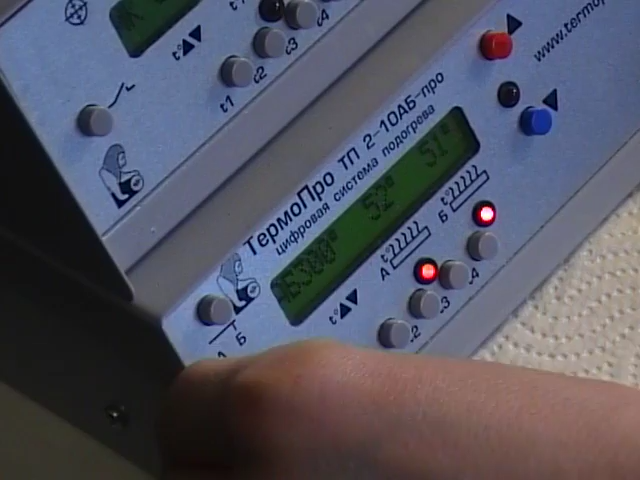 t°
t1
t2
t3
t4
www.термо
ТермоПро ТП 2-10АБ-про
цифровая система подогрева
АБ300° 52° 51°
t°
А
Б
А
Б
.2
.3
.4